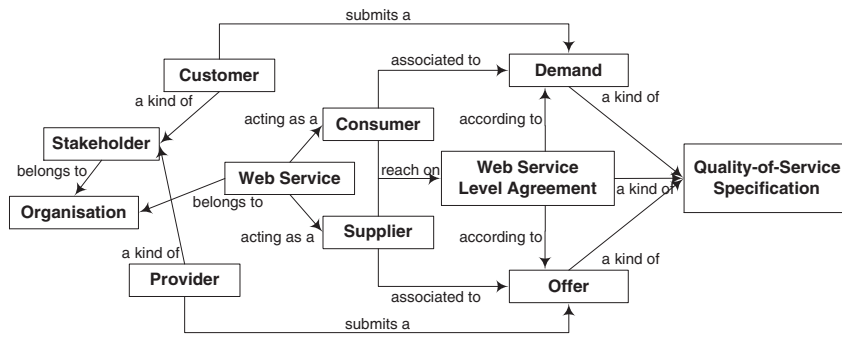 submits a
Customer
associated to
Demand
a kind of
a kind of
acting as a
Consumer
according to
Stakeholder
belongs to
Web Service
reach on
Web Service
Level Agreement
a kind of
Quality-of-Service
Specification
Organisation
belongs to
acting as a
Supplier
according to
a kind of
Provider
a kind of
associated to
Offer
submits a